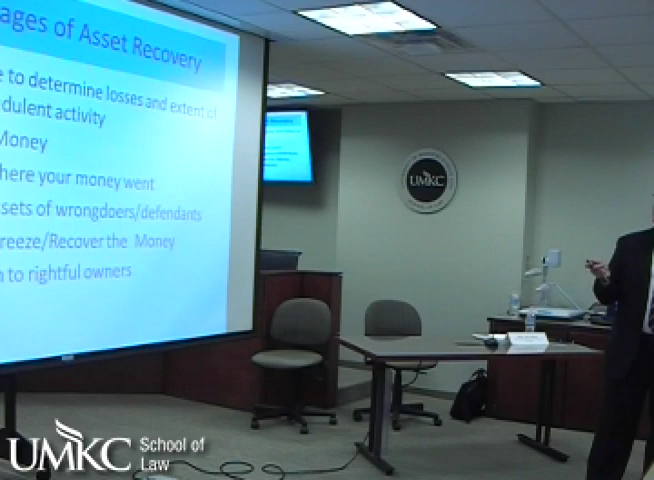 ages of Asset Recovery
e to determine losses and extent of
dulent activity
Money
here your money went
sets of wrongdoers/defendants
reeze/Recover the Money
n to rightful owners
UMKC
UMKC School of
Law